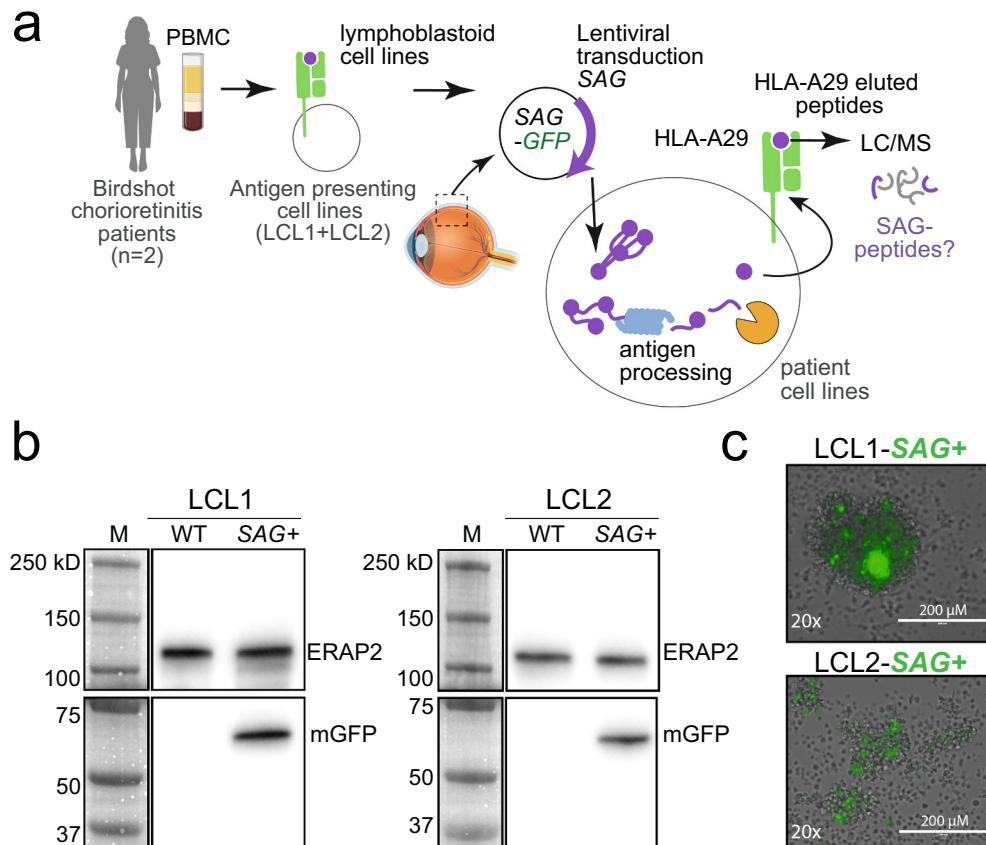 a
PBMC
Birdshot
chorioretinitis
patients
(n=2)
lymphoblastoid
cell lines
Antigen presenting
cell lines
(LCL1+LCL2)
Lentiviral
transduction
SAG
SAG
-GFP
HLA-A29
HLA-A29 eluted
peptides
LC/MS
SAG-
peptides?
antigen
processing
patient
cell lines
b
LCL1
M WT SAG+
250 kD
150
100
75
50
37
ERAP2
mGFP
LCL2
M WT SAG+
250 kD
150
100
75
50
37
ERAP2
mGFP
c
LCL1-SAG+
20x
200 µM
LCL2-SAG+
20x
200 µM